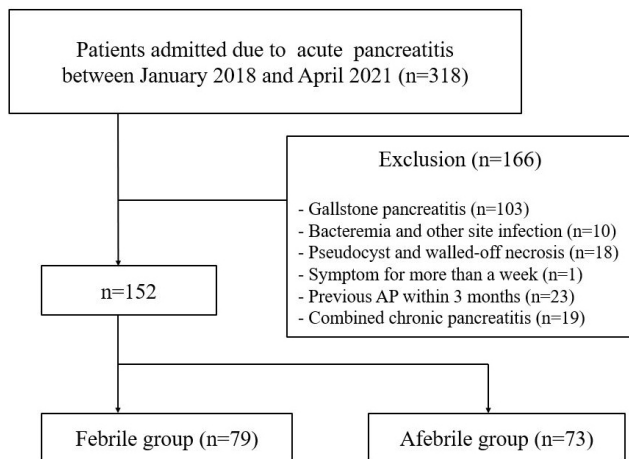 Patients admitted due to acute pancreatitis
between January 2018 and April 2021 (n=318)
Exclusion (n=166)
- Gallstone pancreatitis (n=103)
- Bacteremia and other site infection (n=10)
- Pseudocyst and walled-off necrosis (n=18)
- Symptom for more than a week (n=1)
- Previous AP within 3 months (n=23)
- Combined chronic pancreatitis (n=19)
n=152
Febrile group (n=79)
Afebrile group (n=73)